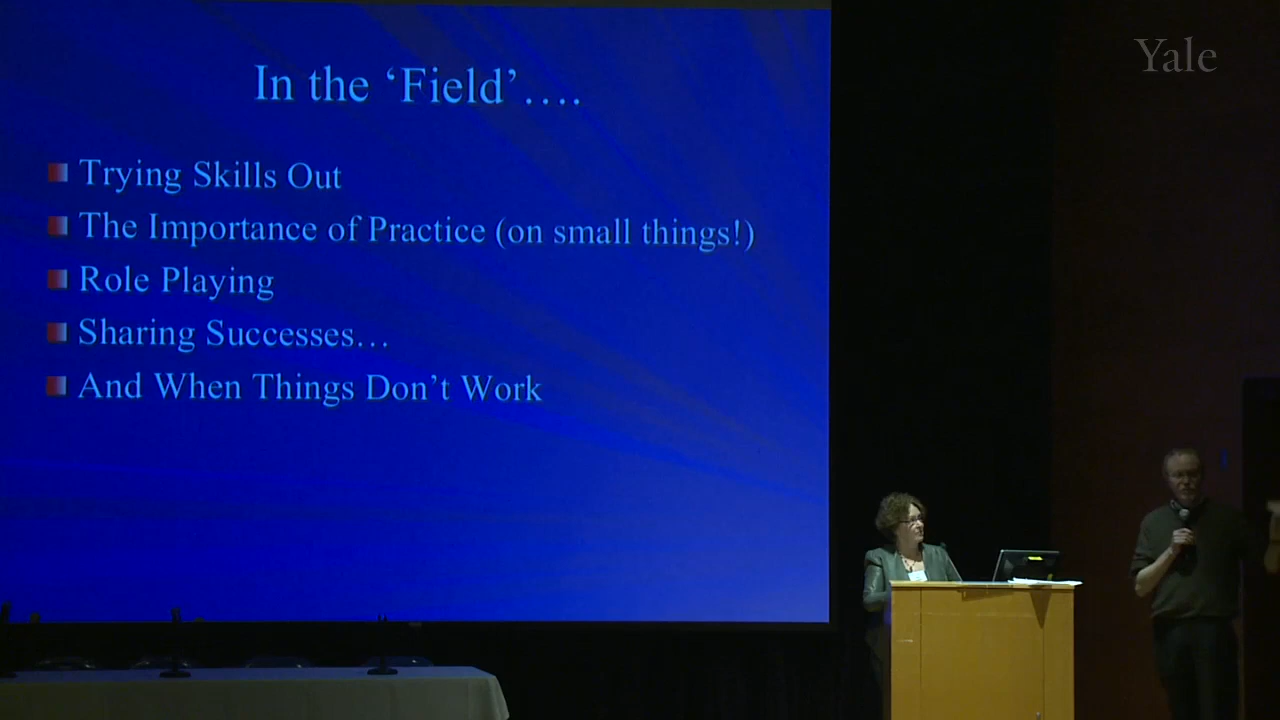 Yale
In the ‘Field’….
Trying Skills Out
The Importance of Practice (on small things!)
Role Playing
Sharing Successes…
And When Things Don’t Work